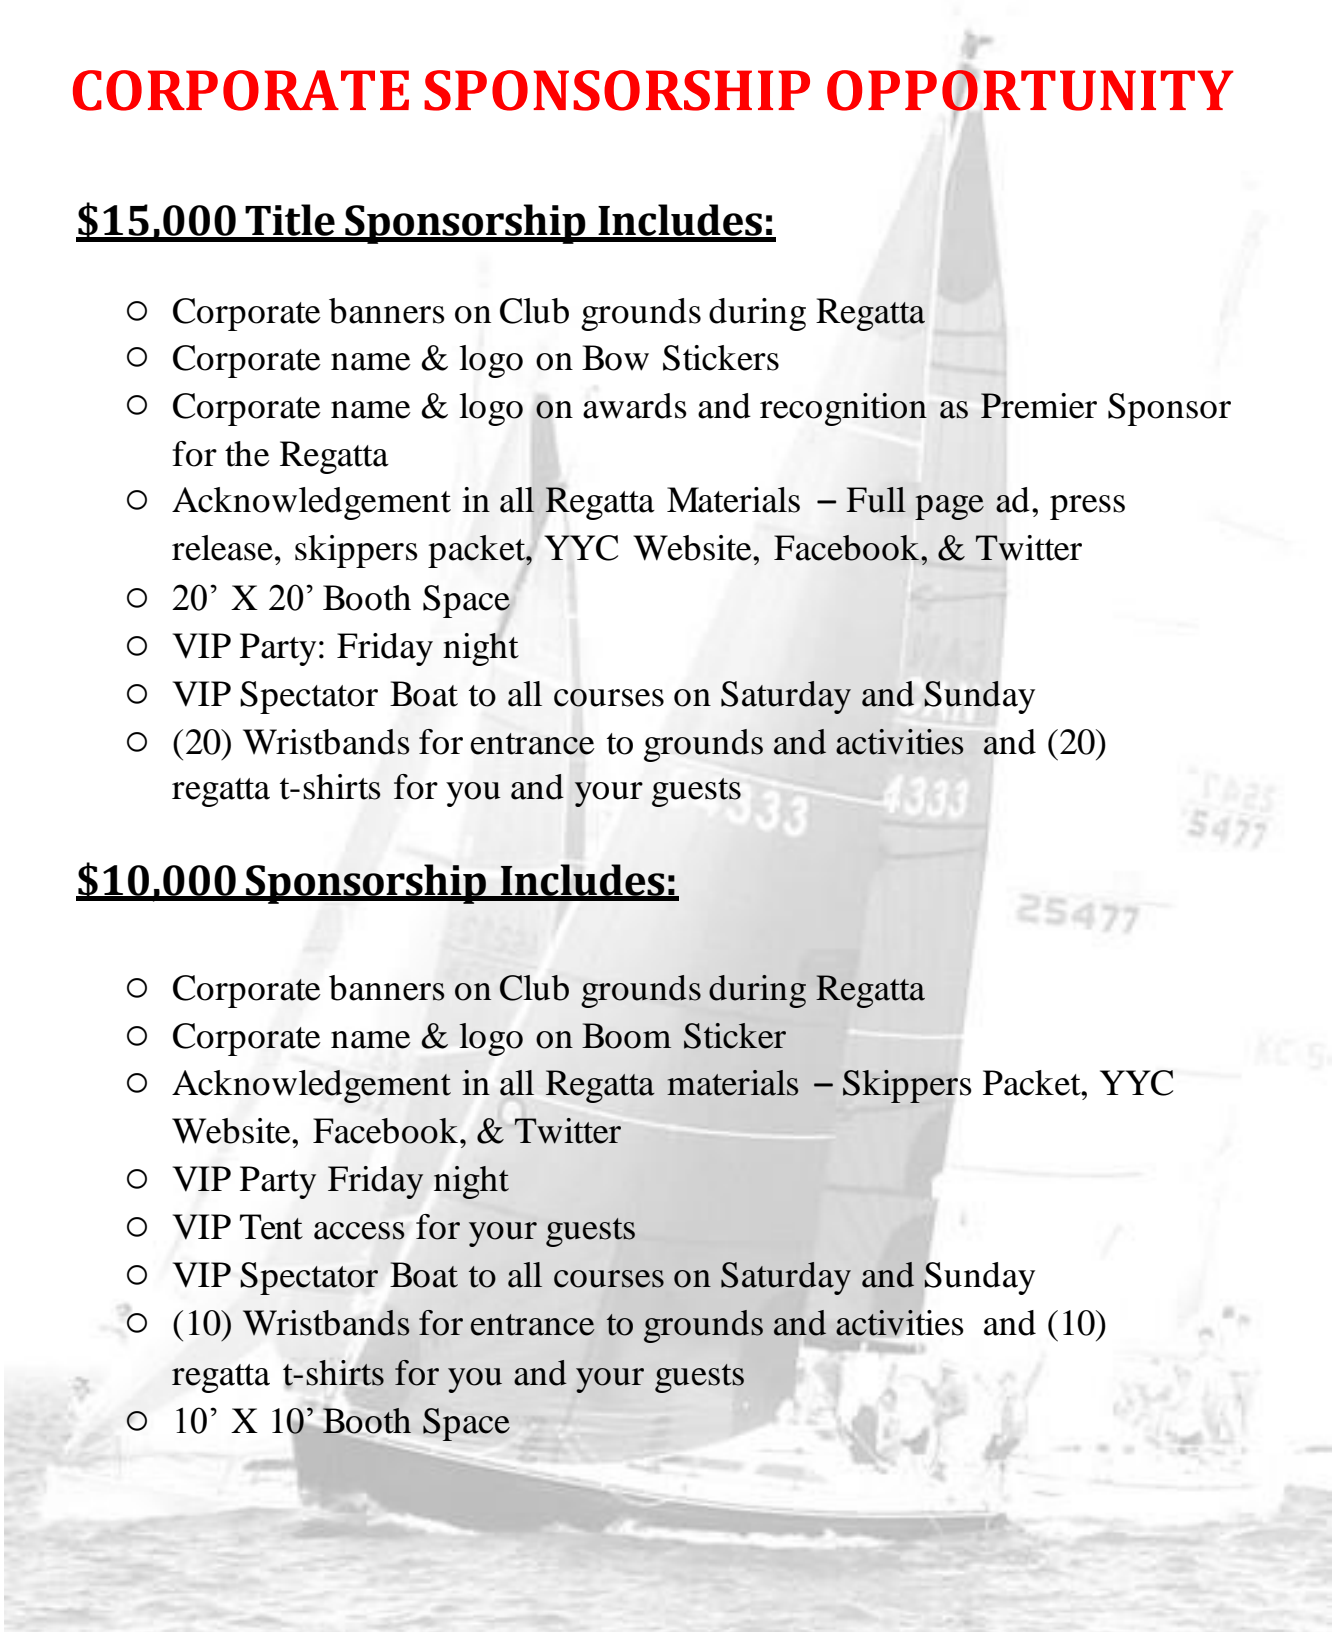 CORPORATE SPONSORSHIP OPPORTUNITY
$15,000 Title Sponsorship Includes:
○ Corporate banners on Club grounds during Regatta
○ Corporate name & logo on Bow Stickers
○ Corporate name & logo on awards and recognition as Premier Sponsor
for the Regatta
○ Acknowledgement in all Regatta Materials – Full page ad, press
release, skippers packet, YYC Website, Facebook, & Twitter
○ 20’ X 20’ Booth Space
○ VIP Party: Friday night
○ VIP Spectator Boat to all courses on Saturday and Sunday
○ (20) Wristbands for entrance to grounds and activities and (20)
regatta t-shirts for you and your guests
CAN
4333
5477
25477
$10,000 Sponsorship Includes:
○ Corporate banners on Club grounds during Regatta
○ Corporate name & logo on Boom Sticker
○ Acknowledgement in all Regatta materials – Skippers Packet, YYC
Website, Facebook, & Twitter
○ VIP Party Friday night
○ VIP Tent access for your guests
○ VIP Spectator Boat to all courses on Saturday and Sunday
○ (10) Wristbands for entrance to grounds and activities and (10)
regatta t-shirts for you and your guests
○ 10’ X 10’ Booth Space